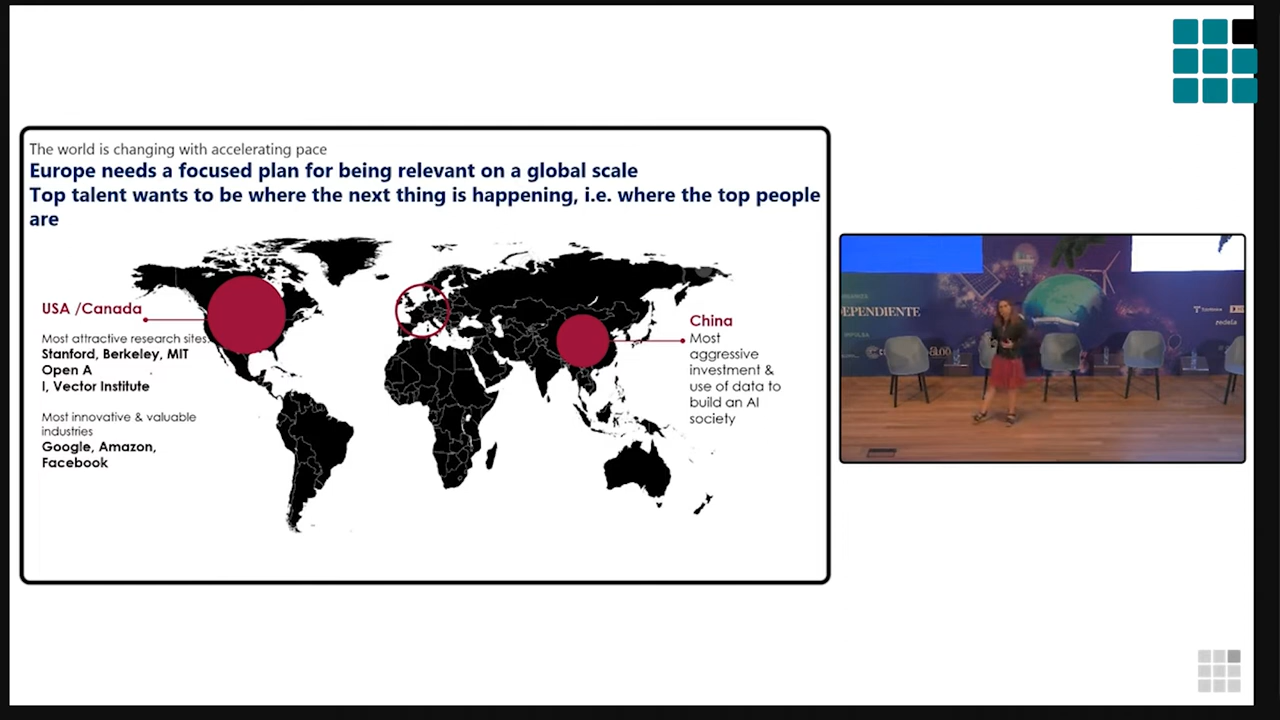 The world is changing with accelerating pace
Europe needs a focused plan for being relevant on a global scale
Top talent wants to be where the next thing is happening, i.e. where the top people
are
USA /Canada
Most attractive research sites:
Stanford, Berkeley, MIT
Open A
I, Vector Institute
Most innovative & valuable
industries
Google, Amazon,
Facebook
China
Most
aggressive
investment &
use of data to
build an AI
society
EPENDIENTE
redeia